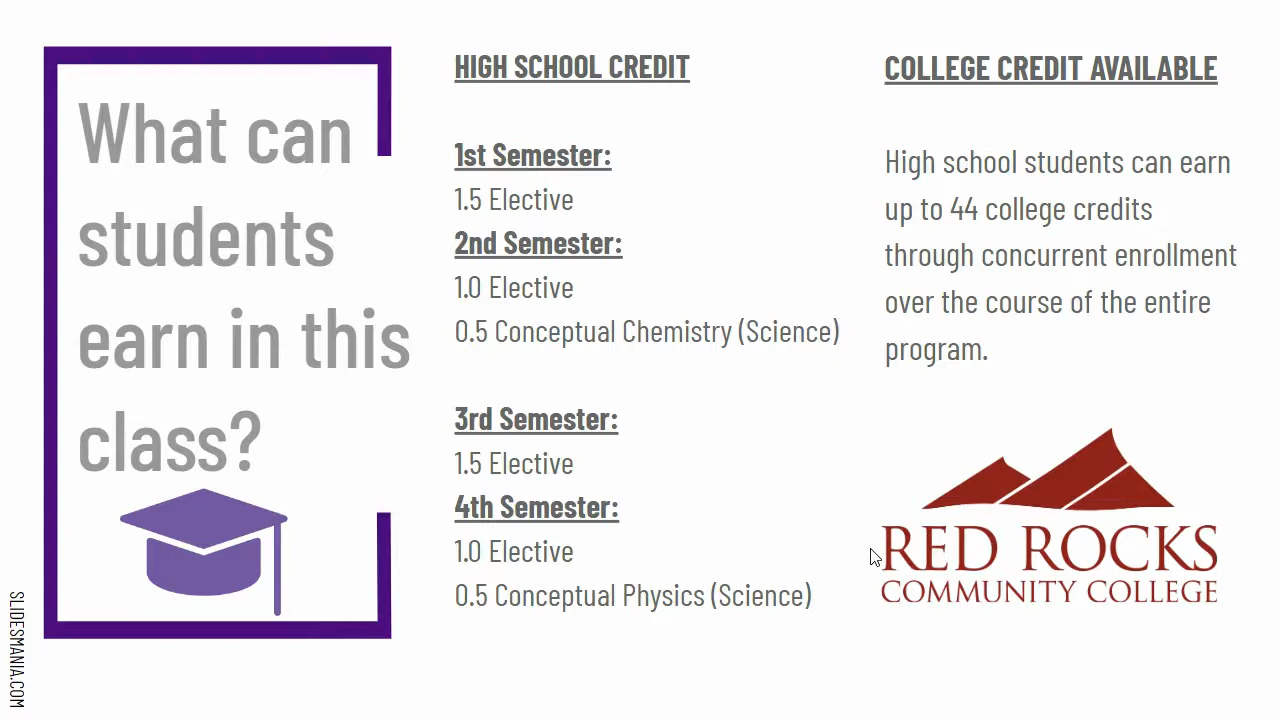 What can
students
earn in this
class?
HIGH SCHOOL CREDIT
1st Semester:
1.5 Elective
2nd Semester:
1.0 Elective
0.5 Conceptual Chemistry (Science)
3rd Semester:
1.5 Elective
4th Semester:
1.0 Elective
0.5 Conceptual Physics (Science)
COLLEGE CREDIT AVAILABLE
High school students can earn
up to 44 college credits
through concurrent enrollment
over the course of the entire
program.
RED ROCKS
COMMUNITY COLLEGE
SLIDESMANIA.COM